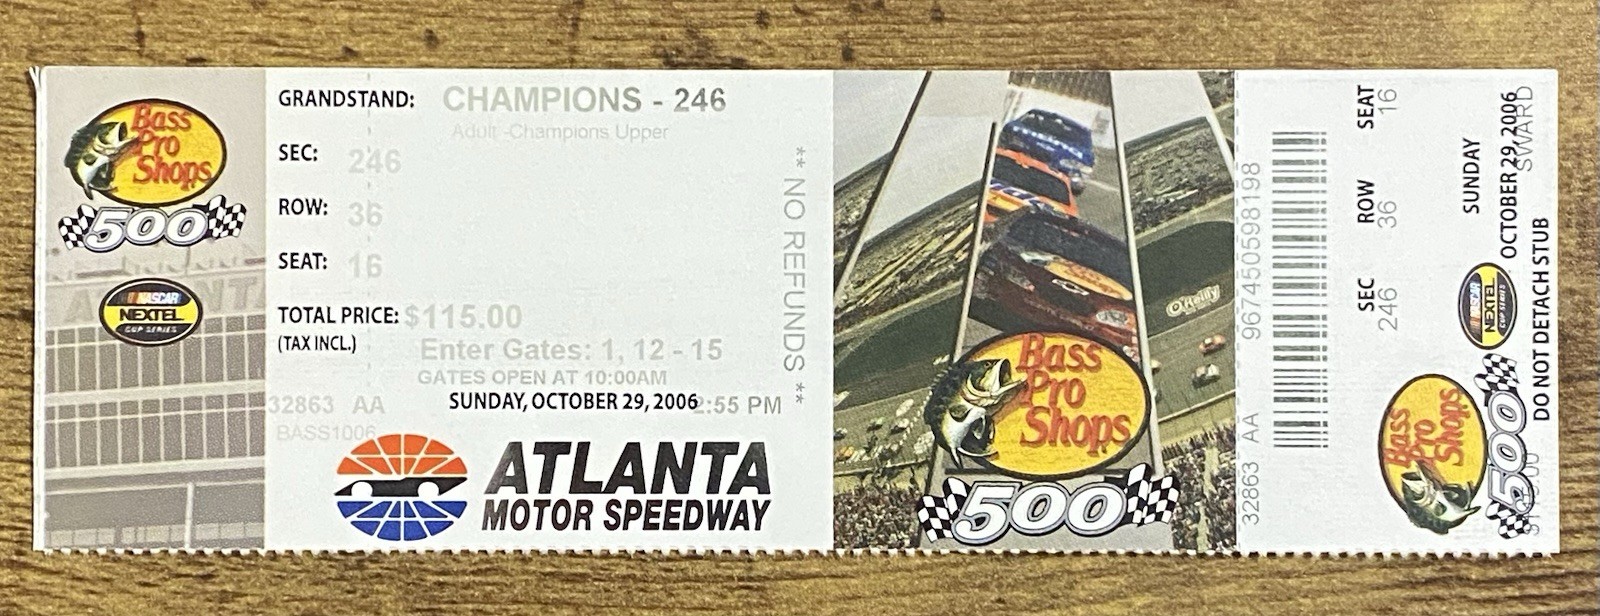 Bass
Pro
Shops
500
NASCAR
NEXTEL
CUP SERIES
ATLANTA
GRANDSTAND: CHAMPIONS - 246
Adult -Champions Upper
SEC: 246
ROW: 36
SEAT: 16
TOTAL PRICE: $115.00
(TAX INCL.)
Enter Gates: 1, 12 - 15
GATES OPEN AT 10:00AM
SUNDAY, OCTOBER 29, 2006 2:55 PM
32863 AA
BASS1006
ATLANTA
MOTOR SPEEDWAY
** NO REFUNDS **
O'Reilly
Bass
Pro
Shops
500
32863 AA 967450598198
SEC ROW SEAT
246 36 16
SUNDAY
OCTOBER 29, 2006
SWARD
NASCAR
NEXTEL
CUP SERIES
Bass
Pro
Shops
500
DO NOT DETACH STUB